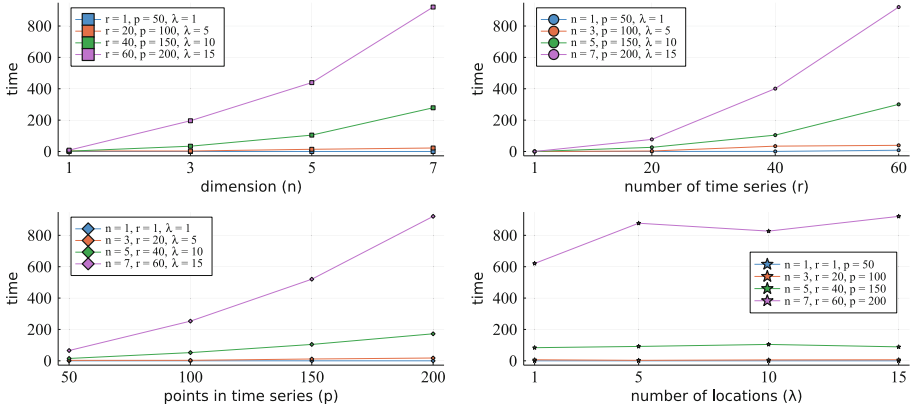 800
600
400
200
0
time
r = 1, p = 50, λ = 1
r = 20, p = 100, λ = 5
r = 40, p = 150, λ = 10
r = 60, p = 200, λ = 15
1 3 5 7
dimension (n)
800
600
400
200
0
time
n = 1, p = 50, λ = 1
n = 3, p = 100, λ = 5
n = 5, p = 150, λ = 10
n = 7, p = 200, λ = 15
1 20 40 60
number of time series (r)
800
600
400
200
0
time
n = 1, r = 1, λ = 1
n = 3, r = 20, λ = 5
n = 5, r = 40, λ = 10
n = 7, r = 60, λ = 15
50 100 150 200
points in time series (p)
800
600
400
200
0
time
n = 1, r = 1, p = 50
n = 3, r = 20, p = 100
n = 5, r = 40, p = 150
n = 7, r = 60, p = 200
1 5 10 15
number of locations (λ)